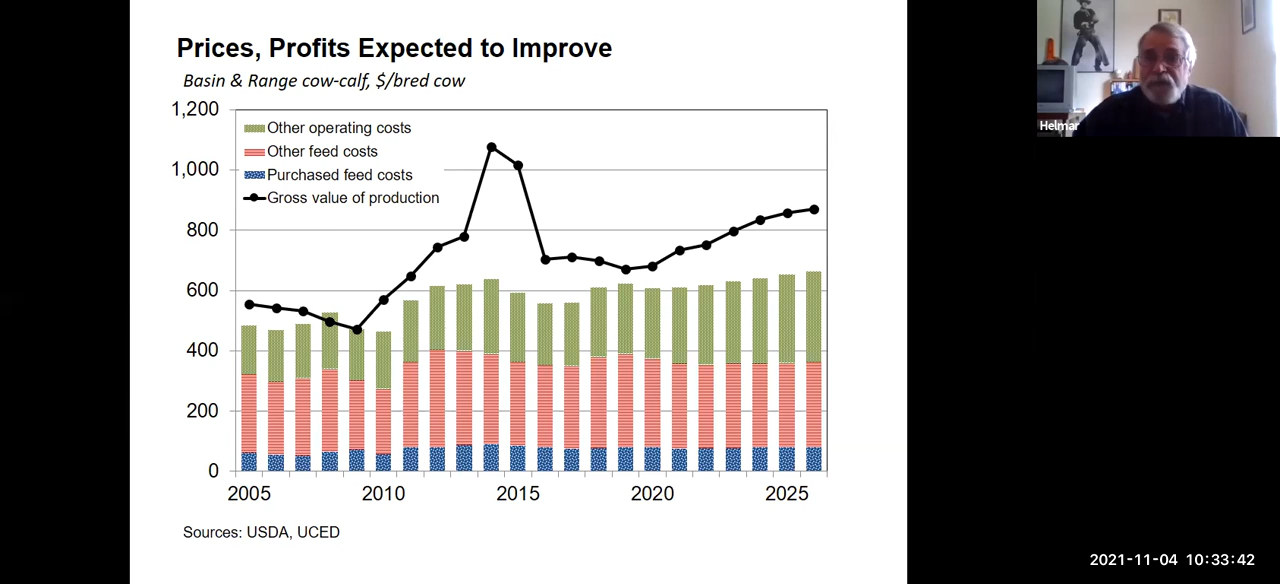 Prices, Profits Expected to Improve
Basin & Range cow-calf, $/bred cow
1,200
1,000
800
600
400
200
0
Other operating costs
Other feed costs
Purchased feed costs
Gross value of production
2005 2010 2015 2020 2025
Sources: USDA, UCED
Helmar
2021-11-04 10:33:42